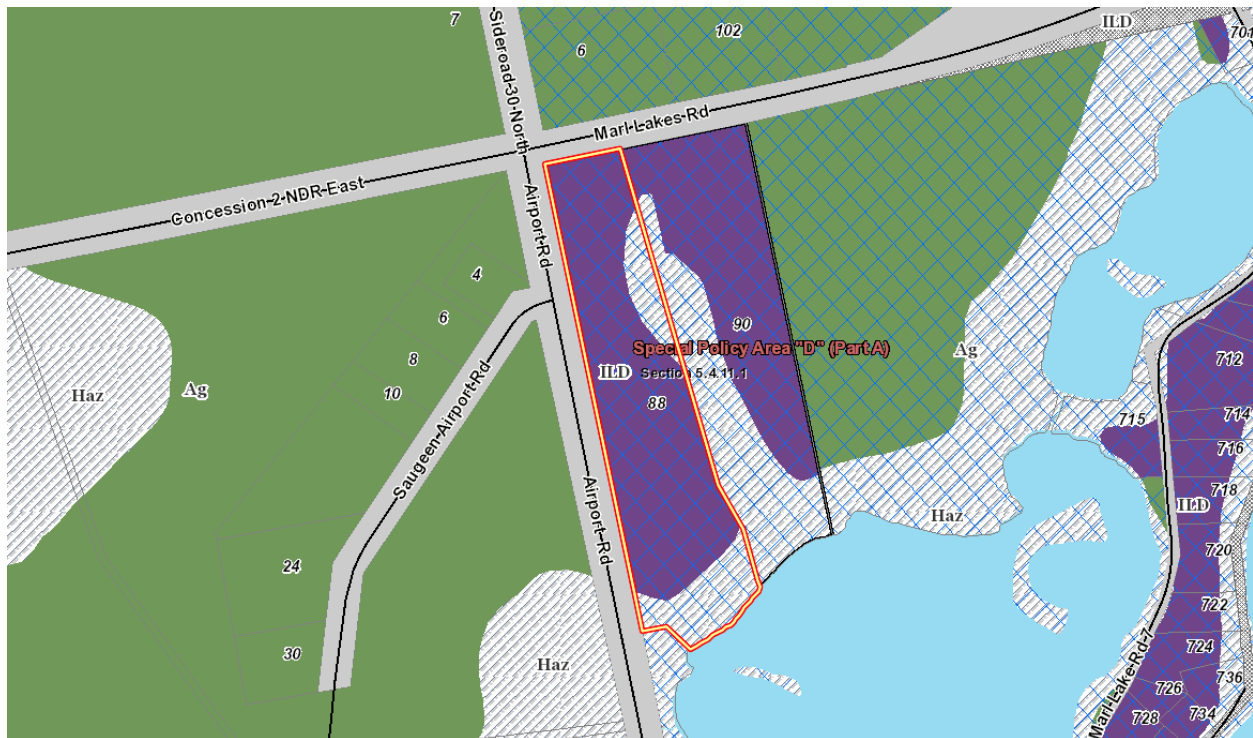 7
Sideroad 30 North
6
102
ILD
701
Marl Lakes Rd
Concession 2 NDR East
Airport Rd
4
6
8
10
Haz
Ag
Saugeen Airport Rd
90
Special Policy Area "D" (Part A)
ILD
Section 5.4.11.1
88
Ag
712
714
715
716
718
ILD
720
722
724
736
726
734
728
Marl Lake Rd 7
Haz
Airport Rd
24
30
Haz